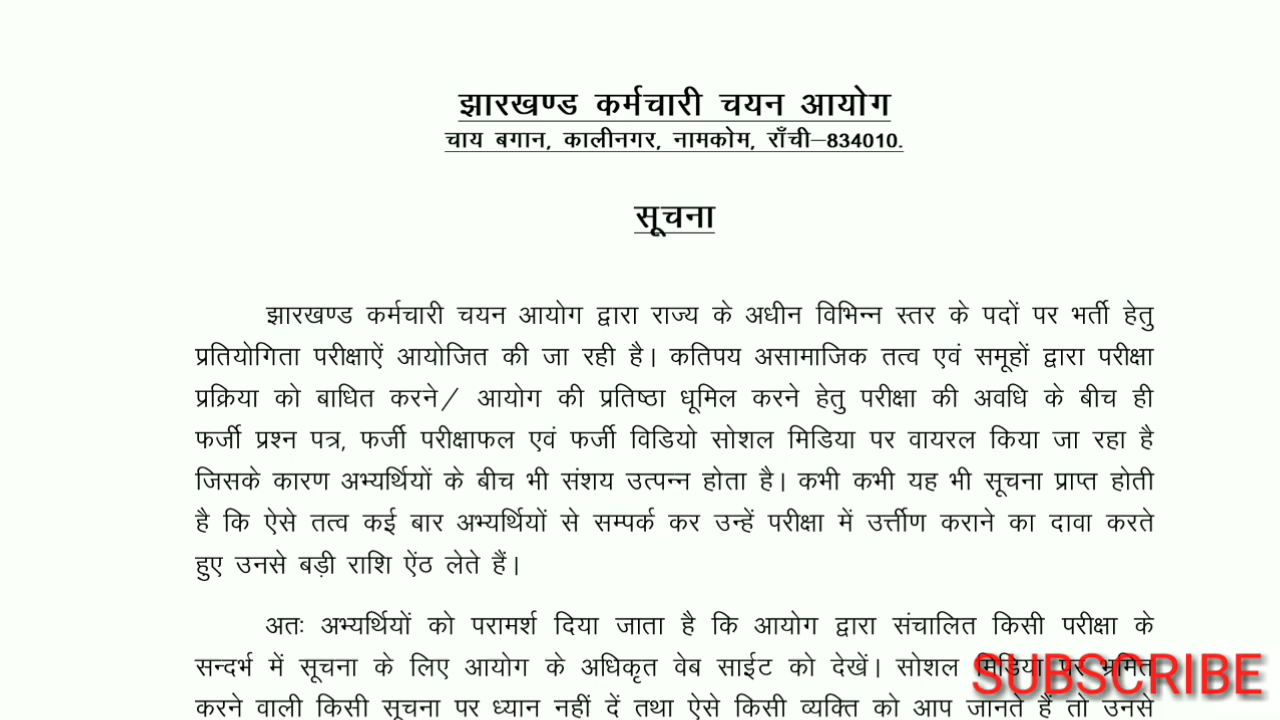 झारखण्ड कर्मचारी चयन आयोग
चाय बगान, कालीनगर, नामकोम, राँची–834010.
सूचना
झारखण्ड कर्मचारी चयन आयोग द्वारा राज्य के अधीन विभिन्न स्तर के पदों पर भर्ती हेतु
प्रतियोगिता परीक्षाऐं आयोजित की जा रही है। कतिपय असामाजिक तत्व एवं समूहों द्वारा परीक्षा
प्रक्रिया को बाधित करने/ आयोग की प्रतिष्ठा धूमिल करने हेतु परीक्षा की अवधि के बीच ही
फर्जी प्रश्न पत्र, फर्जी परीक्षाफल एवं फर्जी विडियो सोशल मिडिया पर वायरल किया जा रहा है
जिसके कारण अभ्यर्थियों के बीच भी संशय उत्पन्न होता है। कभी कभी यह भी सूचना प्राप्त होती
है कि ऐसे तत्व कई बार अभ्यर्थियों से सम्पर्क कर उन्हें परीक्षा में उर्त्तीण कराने का दावा करते
हुए उनसे बड़ी राशि ऐंठ लेते हैं।
अतः अभ्यर्थियों को परामर्श दिया जाता है कि आयोग द्वारा संचालित किसी परीक्षा के
सन्दर्भ में सूचना के लिए आयोग के अधिकृत वेब साईट को देखें। सोशल मिडिया पर भ्रमित
करने वाली किसी सूचना पर ध्यान नहीं दें तथा ऐसे किसी व्यक्ति को आप जानते हैं तो उनसे
SUBSCRIBE